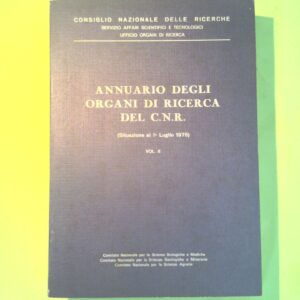 CONSIGLIO NAZIONALE DELLE RICERCHE
SERVIZIO AFFARI SCIENTIFICI E TECNOLOGICI
UFFICIO ORGANI DI RICERCA
ANNUARIO DEGLI
ORGANI DI RICERCA
DEL C.N.R.
(Situazione al 1° Luglio 1978)
VOL. II
Comitato Nazionale per le Scienze Biologiche e Mediche
Comitato Nazionale per le Scienze Geologiche e Minerarie
Comitato Nazionale per le Scienze Agrarie